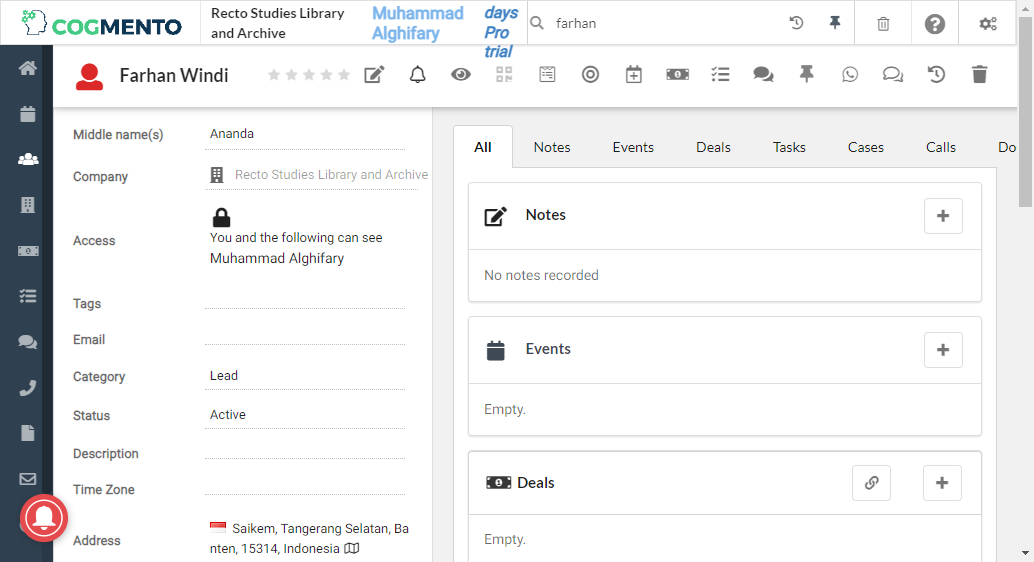 COGMENTO
Recto Studies Library
and Archive
Muhammad
Alghifary
days
Pro
trial
farhan
Farhan Windi
Middle name(s)
Ananda
Company
Recto Studies Library and Archive
Access
You and the following can see
Muhammad Alghifary
Tags
Email
Category
Lead
Status
Active
Description
Time Zone
Address
Saikem, Tangerang Selatan, Ba
nten, 15314, Indonesia
All
Notes
Events
Deals
Tasks
Cases
Calls
Do
Notes
No notes recorded
Events
Empty.
Deals
Empty.